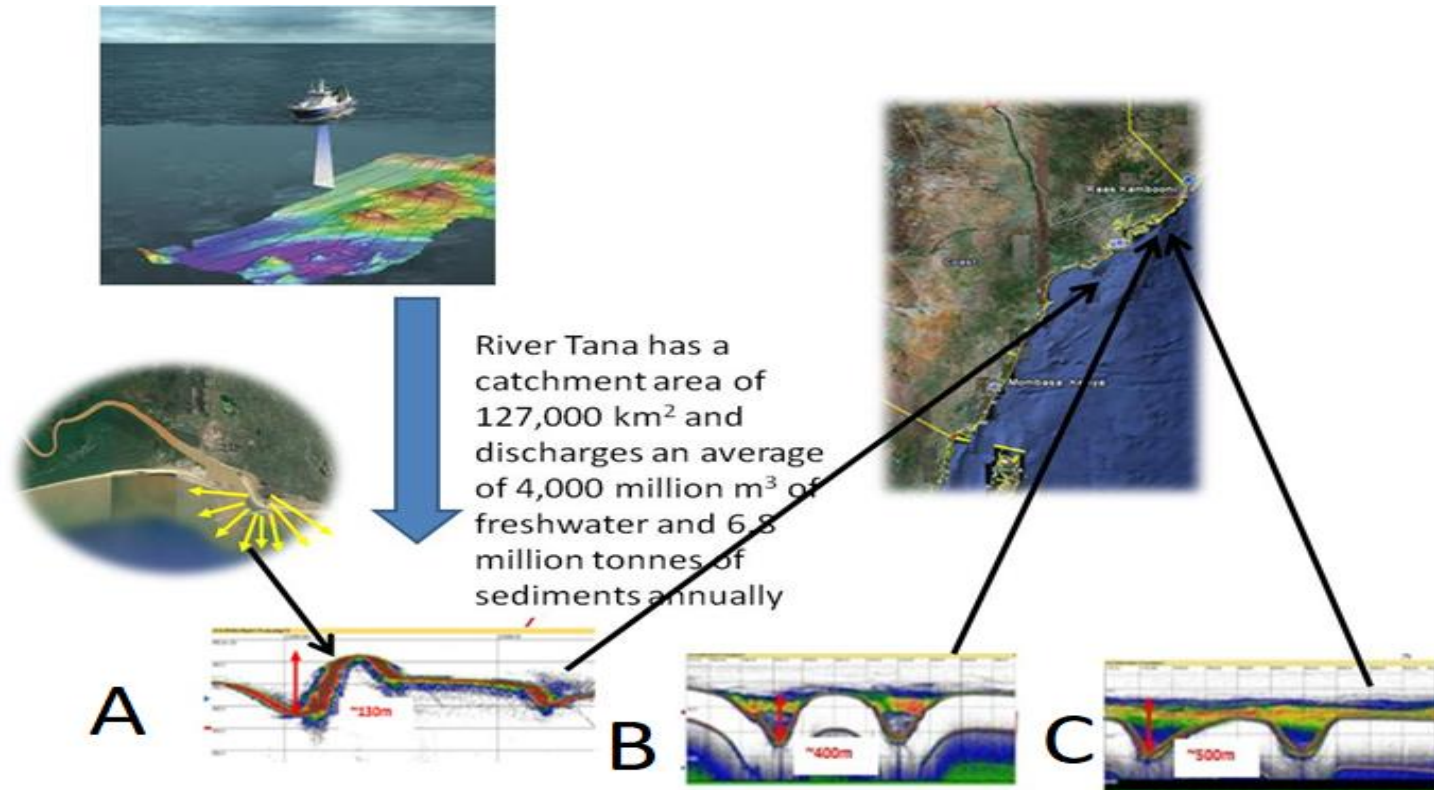 Raas Kamboonii
Coast
Mombasa, Kenya
River Tana has a
catchment area of
127,000 km² and
discharges an average
of 4,000 million m³ of
freshwater and 6.8
million tonnes of
sediments annually
A
~130m
B
~400m
C
~500m